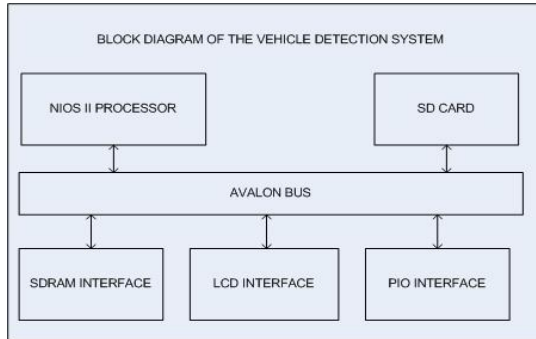 BLOCK DIAGRAM OF THE VEHICLE DETECTION SYSTEM
NIOS II PROCESSOR
SD CARD
AVALON BUS
SDRAM INTERFACE
LCD INTERFACE
PIO INTERFACE